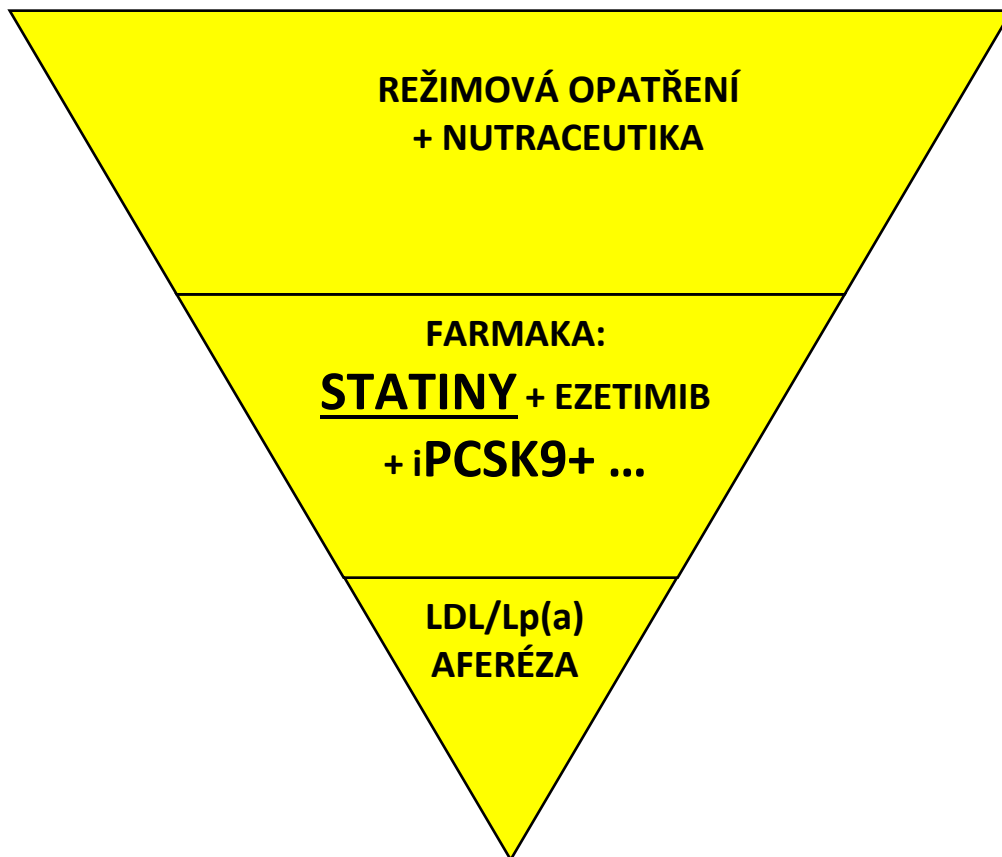 REŽIMOVÁ OPATŘENÍ
+ NUTRACEUTIKA
FARMAKA:
STATINY + EZETIMIB
+ iPCSK9+ ...
LDL/Lp(a)
AFERÉZA